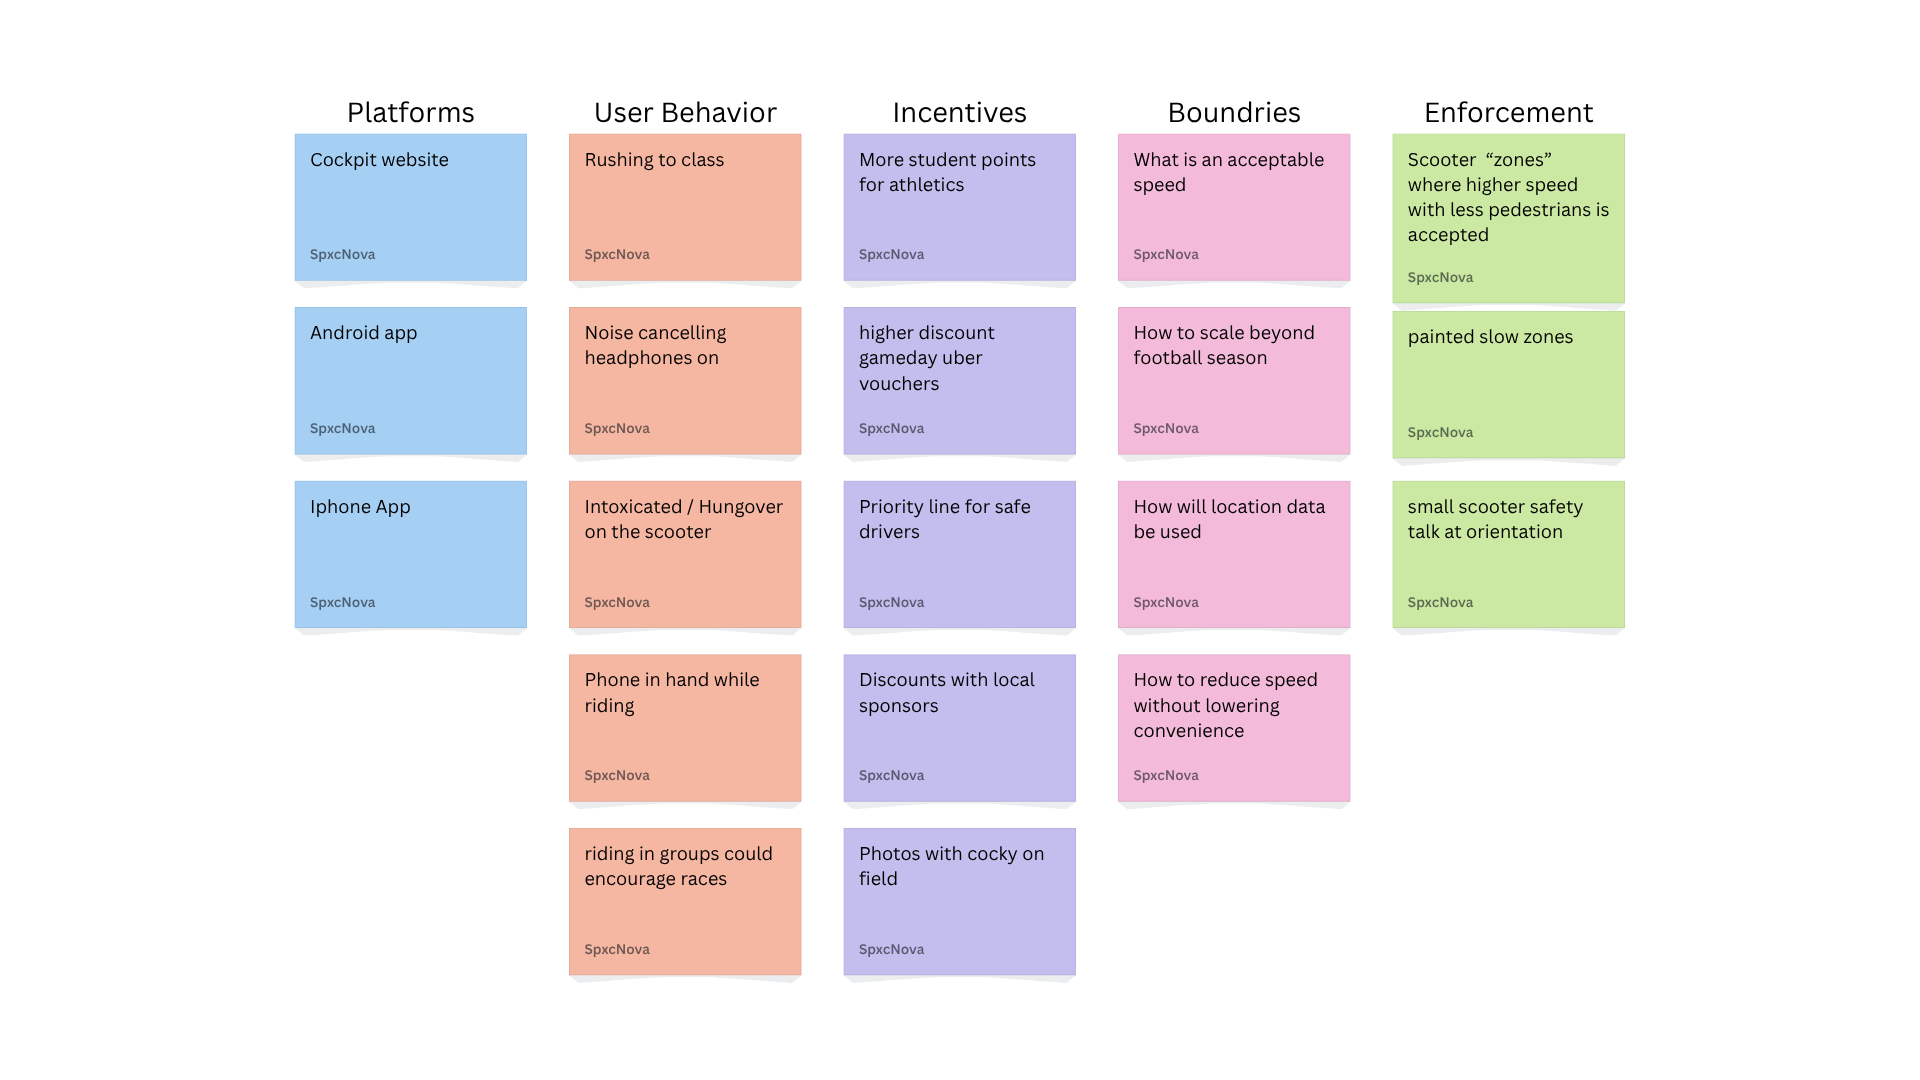 Platforms
Cockpit website
SpxcNova
Android app
SpxcNova
Iphone App
SpxcNova
User Behavior
Rushing to class
SpxcNova
Noise cancelling
headphones on
SpxcNova
Intoxicated / Hungover
on the scooter
SpxcNova
Phone in hand while
riding
SpxcNova
riding in groups could
encourage races
SpxcNova
Incentives
More student points
for athletics
SpxcNova
higher discount
gameday uber
vouchers
SpxcNova
Priority line for safe
drivers
SpxcNova
Discounts with local
sponsors
SpxcNova
Photos with cocky on
field
SpxcNova
Boundries
What is an acceptable
speed
SpxcNova
How to scale beyond
football season
SpxcNova
How will location data
be used
SpxcNova
How to reduce speed
without lowering
convenience
SpxcNova
Enforcement
Scooter “zones”
where higher speed
with less pedestrians is
accepted
SpxcNova
painted slow zones
SpxcNova
small scooter safety
talk at orientation
SpxcNova